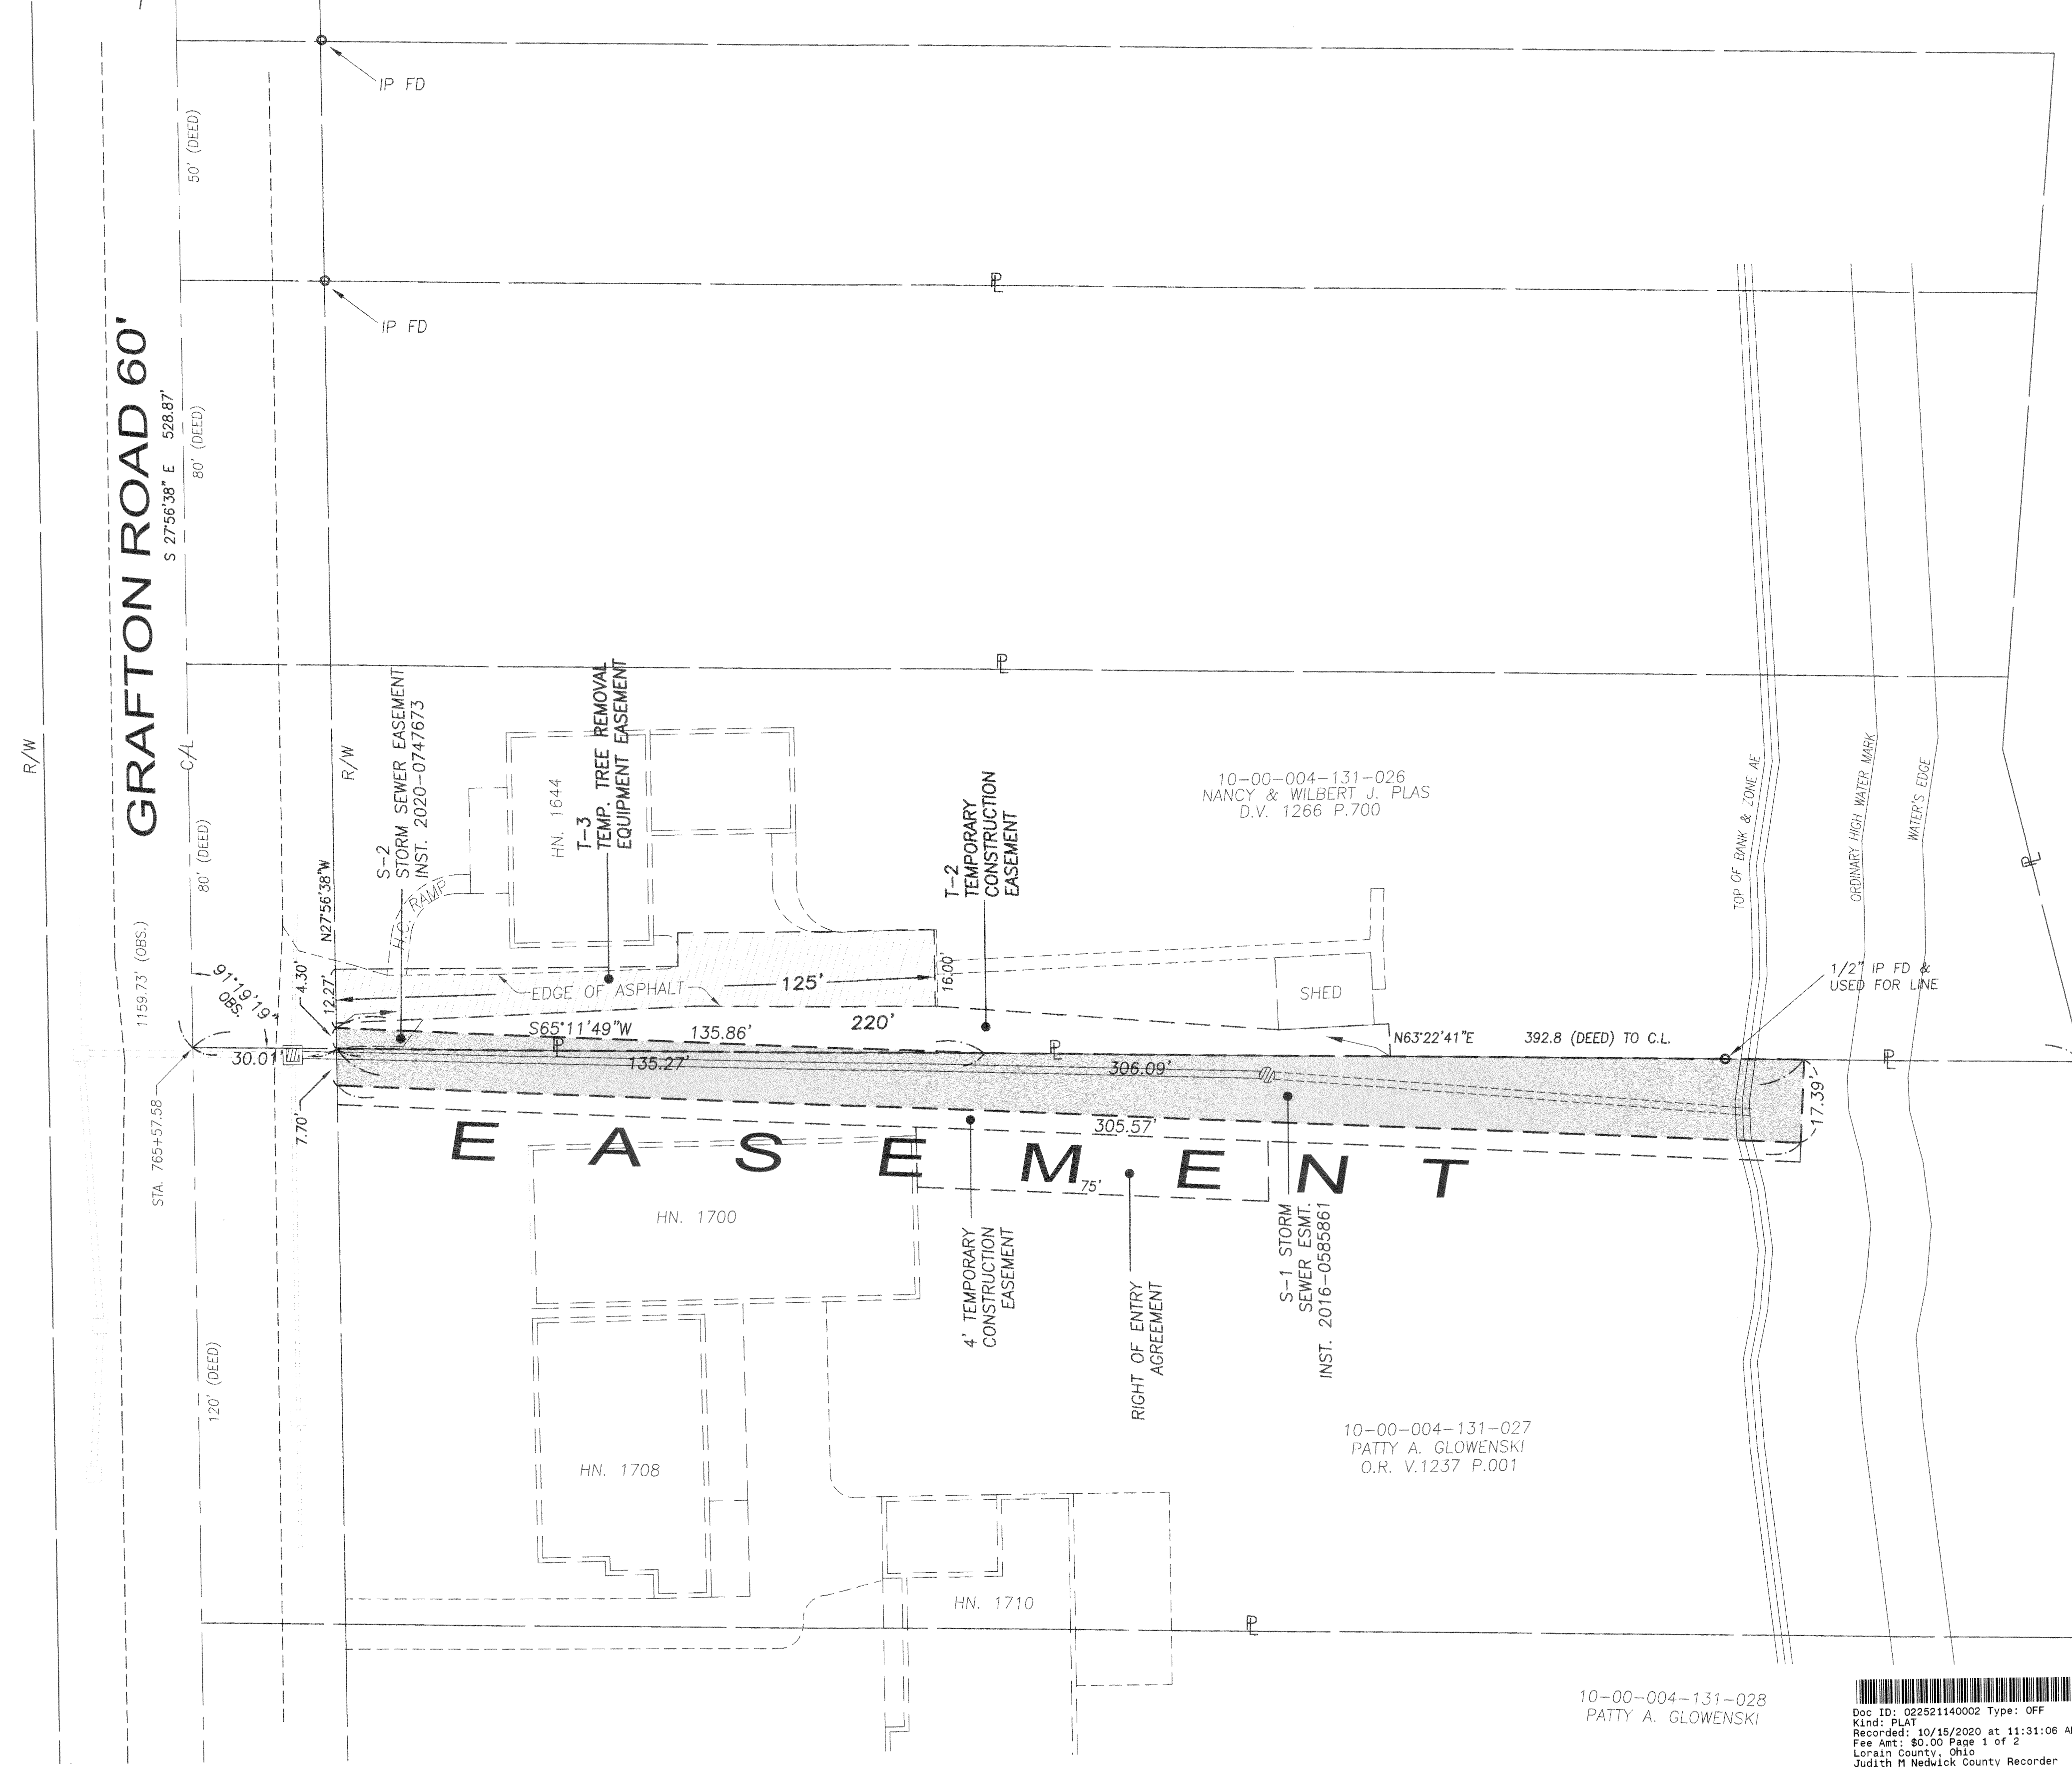 IP FD
50' (DEED)
IP FD
P̵L
GRAFTON ROAD 60'
S 27°56'38" E 528.87'
80' (DEED)
R/W
C/L
R/W
80' (DEED)
1159.73' (OBS.)
N27°56'38"W
S-2
STORM SEWER EASEMENT
INST. 2020-0747673
T-3
TEMP. TREE REMOVAL
EQUIPMENT EASEMENT
HN. 1644
H.C. RAMP
PL
T-2
TEMPORARY
CONSTRUCTION
EASEMENT
10-00-004-131-026
NANCY & WILBERT J. PLAS
D.V. 1266 P.700
TOP OF BANK & ZONE AE
ORDINARY HIGH WATER MARK
WATER'S EDGE
PL
91°19'19"
OBS.
4.30'
12.27'
EDGE OF ASPHALT
125'
16.00'
SHED
1/2" IP FD &
USED FOR LINE
S65°11'49"W 135.86'
220'
N63°22'41"E 392.8 (DEED) TO C.L.
30.01'
PL
135.27'
PL
306.09'
PL
17.39'
STA. 765+57.58
7.70'
305.57'
EASEMENT
75'
HN. 1700
4' TEMPORARY
CONSTRUCTION
EASEMENT
RIGHT OF ENTRY
AGREEMENT
S-1 STORM
SEWER ESMT.
INST. 2016-0585861
120' (DEED)
HN. 1708
10-00-004-131-027
PATTY A. GLOWENSKI
O.R. V.1237 P.001
HN. 1710
PL
10-00-004-131-028
PATTY A. GLOWENSKI
Doc ID: 022521140002 Type: OFF
Kind: PLAT
Recorded: 10/15/2020 at 11:31:06 AM
Fee Amt: $0.00 Page 1 of 2
Lorain County, Ohio
Judith M Nedwick County Recorder